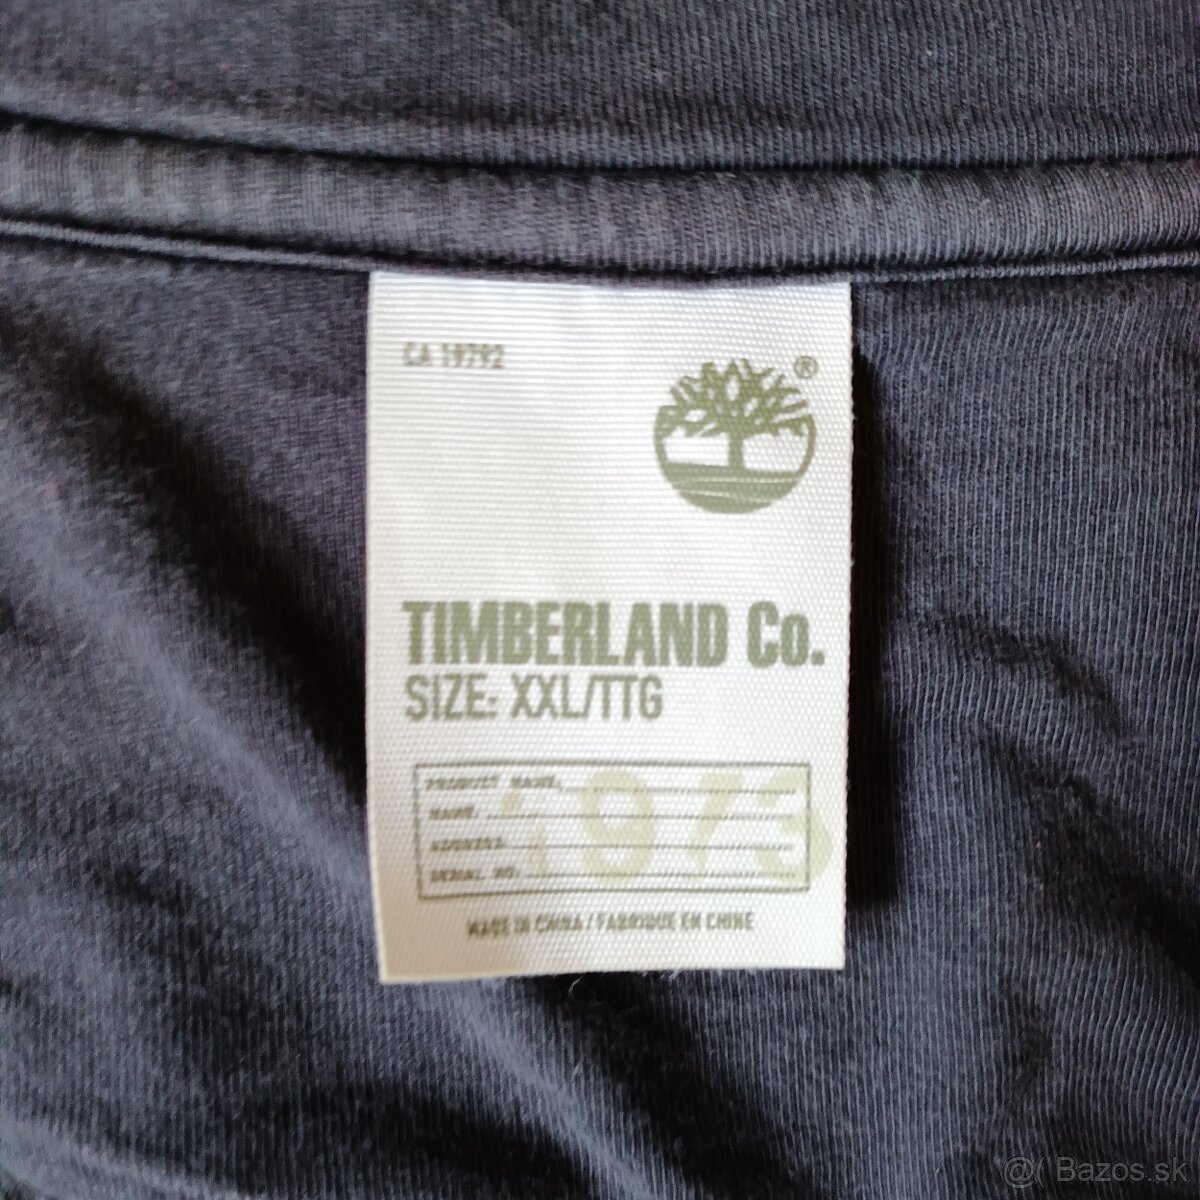 CA 19792
®
TIMBERLAND Co.
SIZE: XXL/TTG
1973
PRODUCT NAME
NAME
ADDRESS
SERIAL NO:
MADE IN CHINA / FABRIQUE EN CHINE
@( Bazos.sk